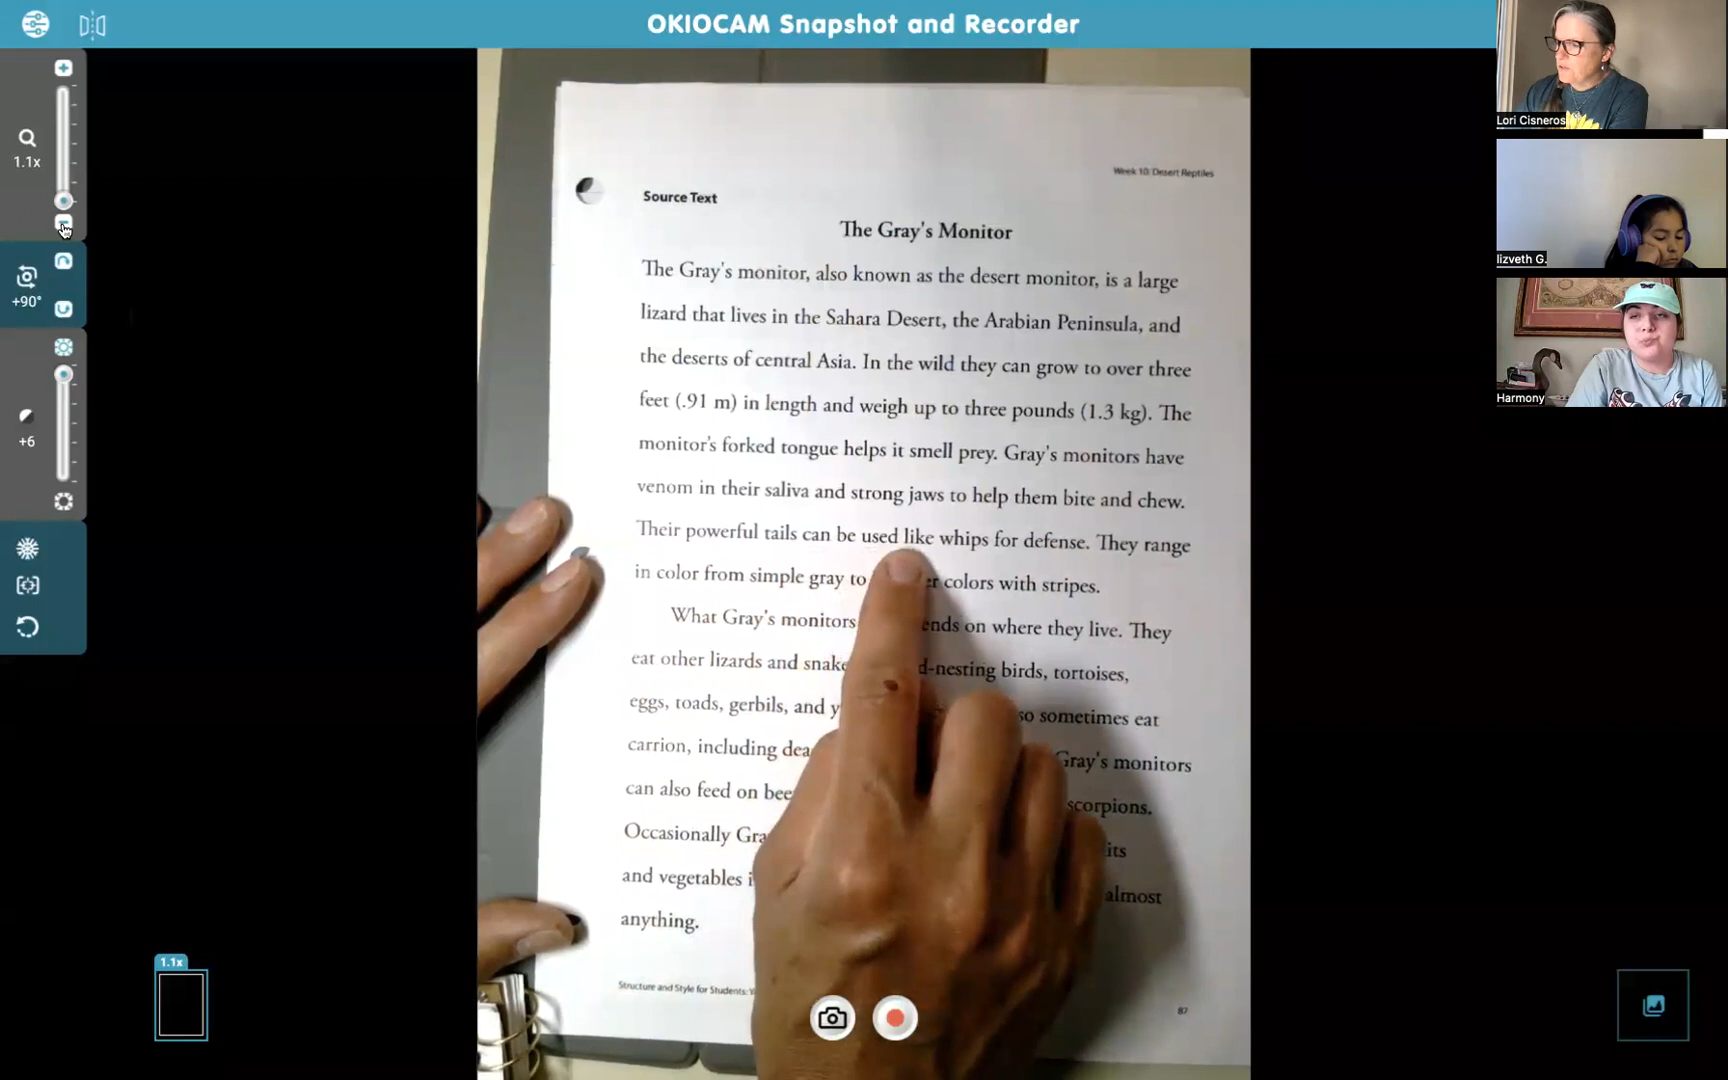 OKIOCAM Snapshot and Recorder
1.1x
+90°
+6
1.1x
Lori Cisneros
lizveth G.
Harmony
Week 10: Desert Reptiles
Source Text
The Gray's Monitor
The Gray's monitor, also known as the desert monitor, is a large
lizard that lives in the Sahara Desert, the Arabian Peninsula, and
the deserts of central Asia. In the wild they can grow to over three
feet (.91 m) in length and weigh up to three pounds (1.3 kg). The
monitor's forked tongue helps it smell prey. Gray's monitors have
venom in their saliva and strong jaws to help them bite and chew.
Their powerful tails can be used like whips for defense. They range
in color from simple gray to colors with stripes.
What Gray's monitors on where they live. They
eat other lizards and -nesting birds, tortoises,
eggs, toads, gerbils, and sometimes eat
carrion, including Gray's monitors
can also feed on scorpions.
Occasionally
and vegetables almost
anything.
Structure and Style for Students:
87